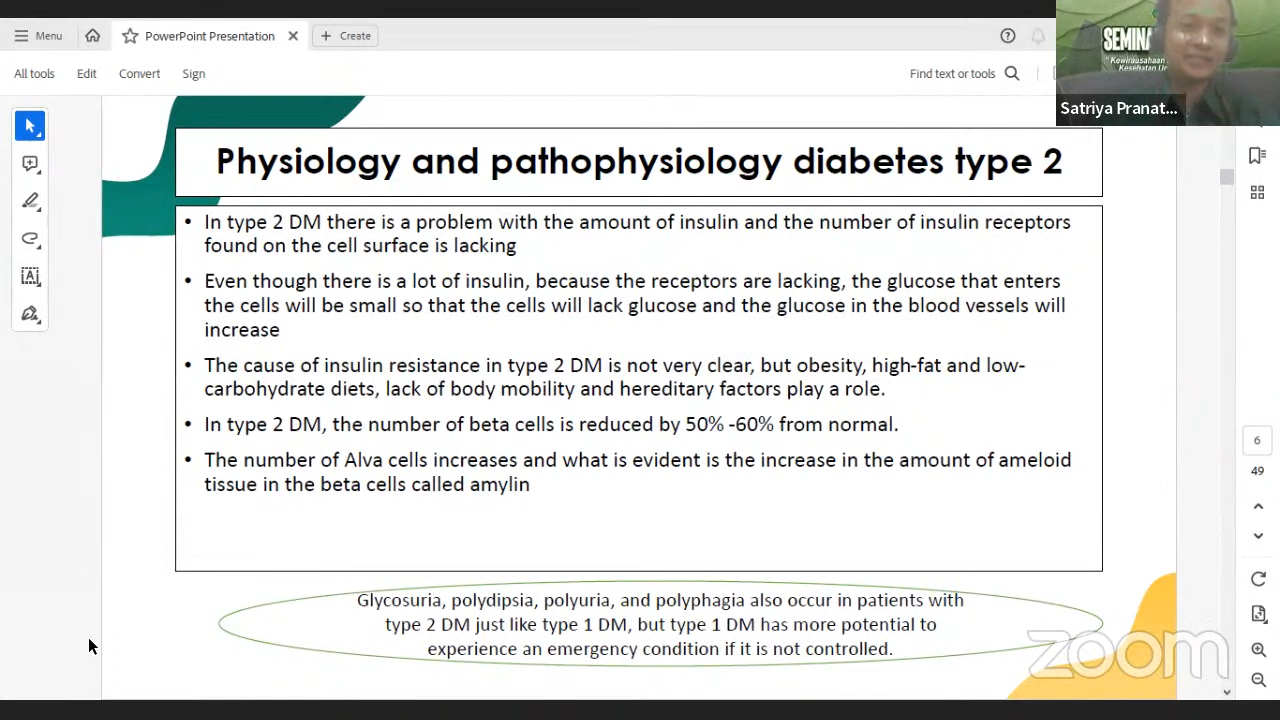 Menu
PowerPoint Presentation
Create
All tools
Edit
Convert
Sign
Find text or tools
SEMINA
"Kewirausahaan
Kesehatan Un
Satriya Pranat...
Physiology and pathophysiology diabetes type 2
• In type 2 DM there is a problem with the amount of insulin and the number of insulin receptors
found on the cell surface is lacking
• Even though there is a lot of insulin, because the receptors are lacking, the glucose that enters
the cells will be small so that the cells will lack glucose and the glucose in the blood vessels will
increase
• The cause of insulin resistance in type 2 DM is not very clear, but obesity, high-fat and low-
carbohydrate diets, lack of body mobility and hereditary factors play a role.
• In type 2 DM, the number of beta cells is reduced by 50% -60% from normal.
• The number of Alva cells increases and what is evident is the increase in the amount of ameloid
tissue in the beta cells called amylin
Glycosuria, polydipsia, polyuria, and polyphagia also occur in patients with
type 2 DM just like type 1 DM, but type 1 DM has more potential to
experience an emergency condition if it is not controlled.
6
49
zoom